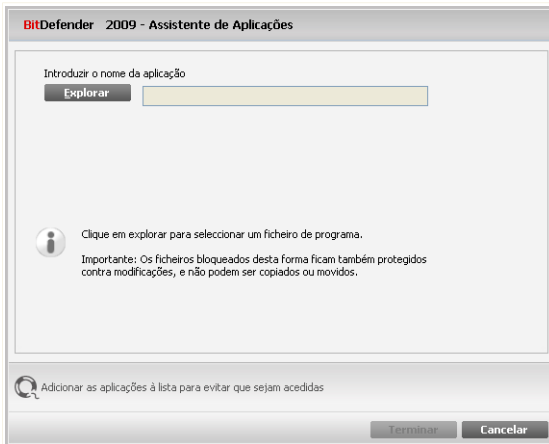 BitDefender 2009 - Assistente de Aplicações
Introduzir o nome da aplicação
Explorar
Clique em explorar para seleccionar um ficheiro de programa.
Importante: Os ficheiros bloqueados desta forma ficam também protegidos
contra modificações, e não podem ser copiados ou movidos.
Adicionar as aplicações à lista para evitar que sejam acedidas
Terminar Cancelar